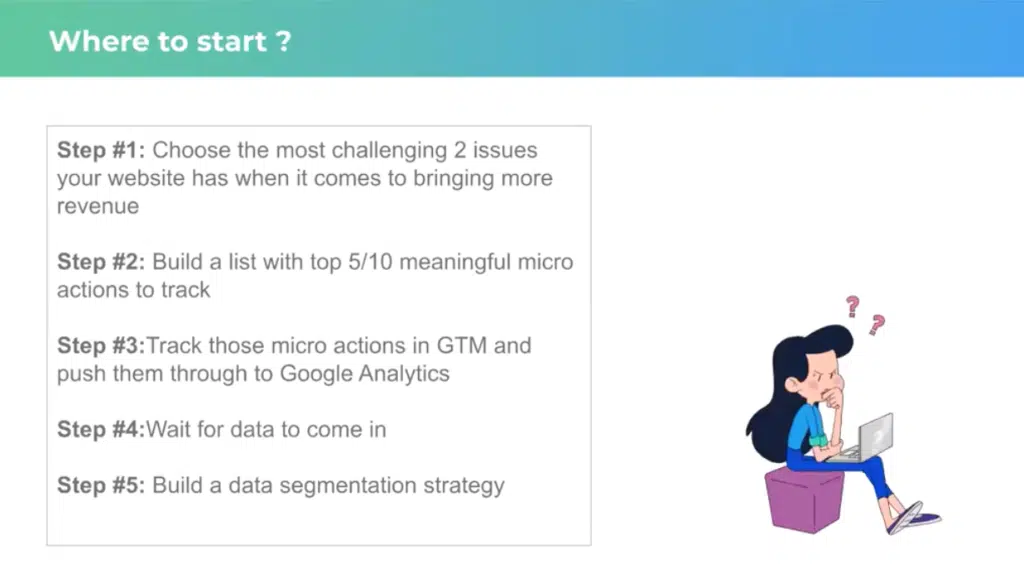 Where to start ?
Step #1: Choose the most challenging 2 issues
your website has when it comes to bringing more
revenue
Step #2: Build a list with top 5/10 meaningful micro
actions to track
Step #3:Track those micro actions in GTM and
push them through to Google Analytics
Step #4:Wait for data to come in
Step #5: Build a data segmentation strategy
? ?